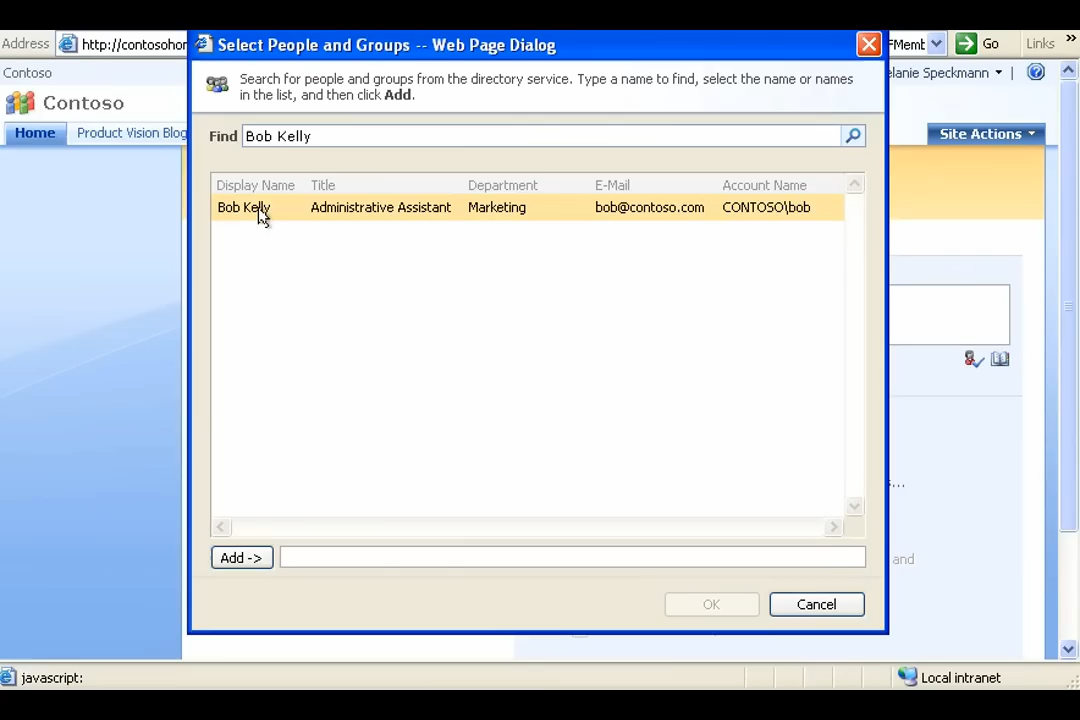 Address http://contosohor
Select People and Groups -- Web Page Dialog
FMemb Go Links »
Contoso
elanie Speckmann
Search for people and groups from the directory service. Type a name to find, select the name or names
in the list, and then click Add.
Contoso
Home Product Vision Blog
Site Actions
Find Bob Kelly
Display Name Title Department E-Mail Account Name
Bob Kelly Administrative Assistant Marketing bob@contoso.com CONTOSO\bob
s...
Add ->
and
OK Cancel
javascript:
Local intranet